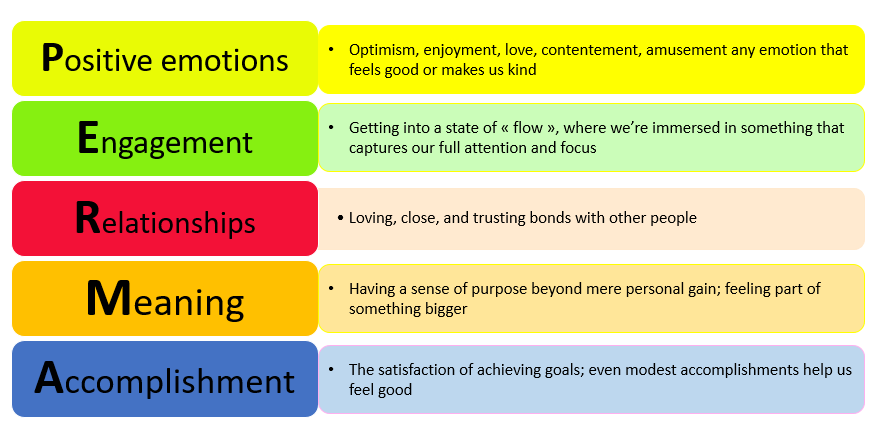 Positive emotions
• Optimism, enjoyment, love, contentement, amusement any emotion that
feels good or makes us kind
Engagement
• Getting into a state of « flow », where we’re immersed in something that
captures our full attention and focus
Relationships
• Loving, close, and trusting bonds with other people
Meaning
• Having a sense of purpose beyond mere personal gain; feeling part of
something bigger
Accomplishment
• The satisfaction of achieving goals; even modest accomplishments help us
feel good